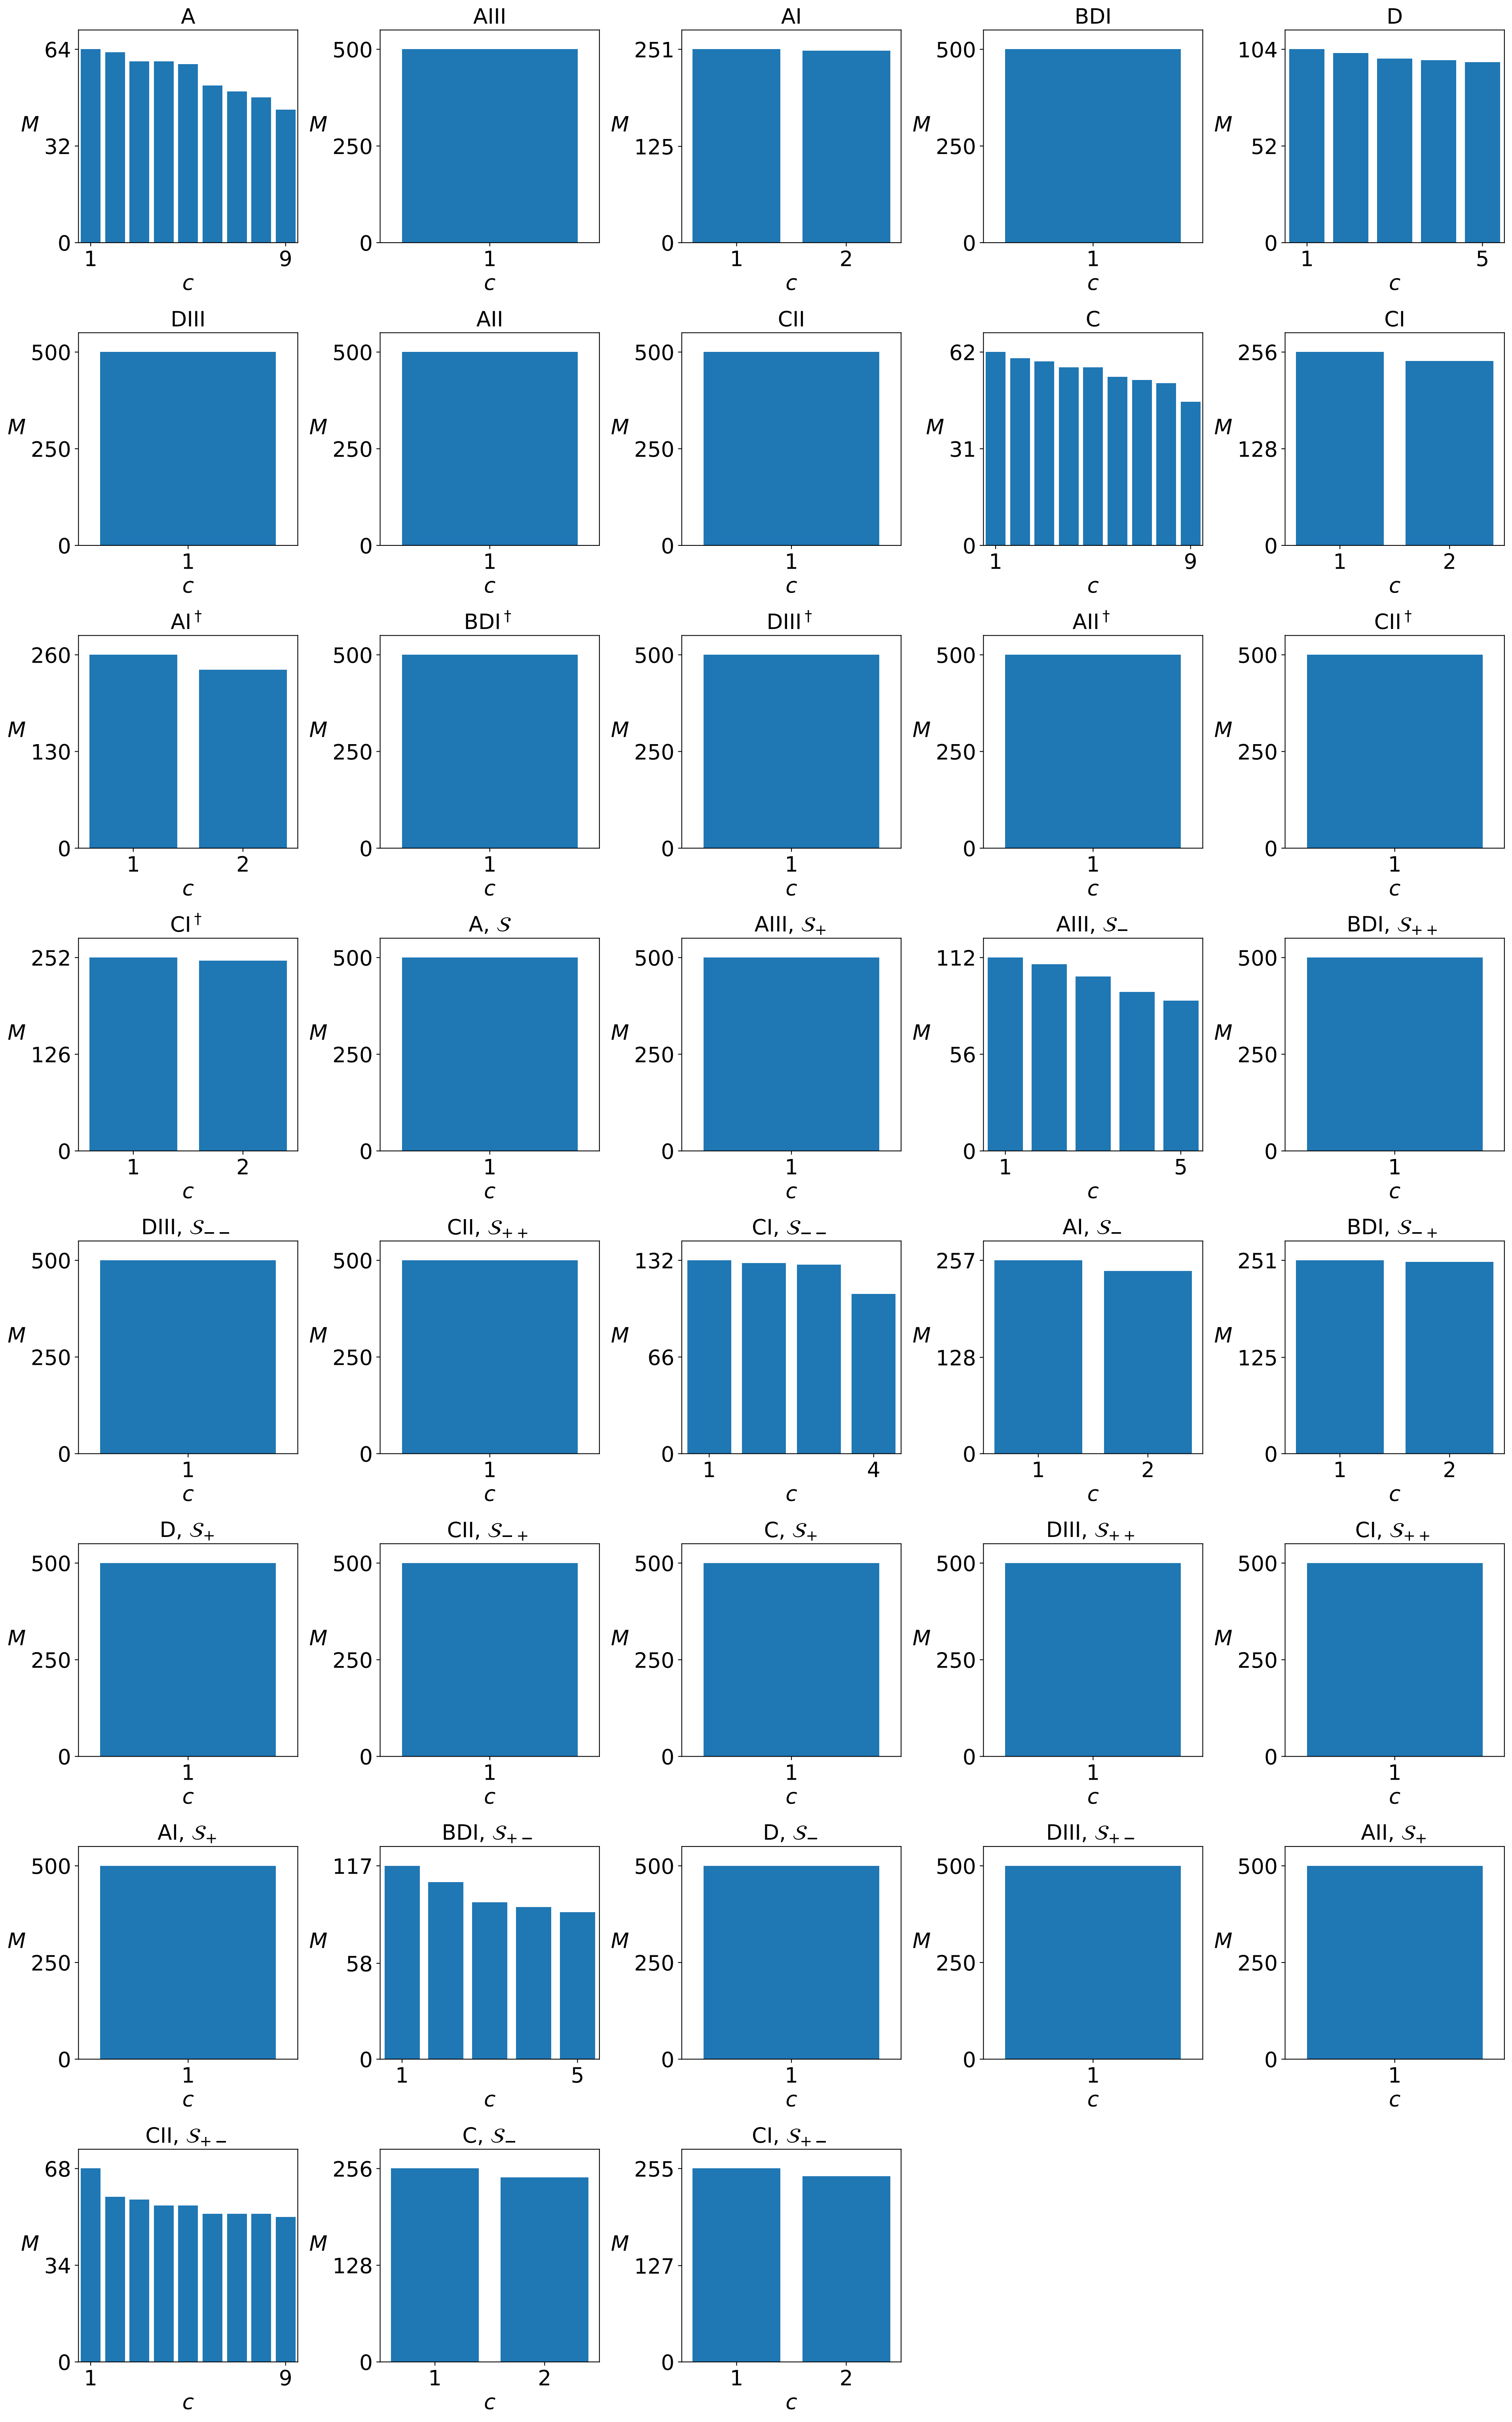 A
AIII
AI
BDI
D
64
32
0
M
1
9
c
500
250
0
M
1
c
251
125
0
M
1
2
c
500
250
0
M
1
c
104
52
0
M
1
5
c
DIII
AII
CII
C
CI
500
250
0
M
1
c
500
250
0
M
1
c
500
250
0
M
1
c
62
31
0
M
1
9
c
256
128
0
M
1
2
c
AI†
BDI†
DIII†
AII†
CII†
260
130
0
M
1
2
c
500
250
0
M
1
c
500
250
0
M
1
c
500
250
0
M
1
c
500
250
0
M
1
c
CI†
A, 𝒮
AIII, 𝒮₊
AIII, 𝒮₋
BDI, 𝒮₊₊
252
126
0
M
1
2
c
500
250
0
M
1
c
500
250
0
M
1
c
112
56
0
M
1
5
c
500
250
0
M
1
c
DIII, 𝒮₋₋
CII, 𝒮₊₊
CI, 𝒮₋₋
AI, 𝒮₋
BDI, 𝒮₋₊
500
250
0
M
1
c
500
250
0
M
1
c
132
66
0
M
1
4
c
257
128
0
M
1
2
c
251
125
0
M
1
2
c
D, 𝒮₊
CII, 𝒮₋₊
C, 𝒮₊
DIII, 𝒮₊₊
CI, 𝒮₊₊
500
250
0
M
1
c
500
250
0
M
1
c
500
250
0
M
1
c
500
250
0
M
1
c
500
250
0
M
1
c
AI, 𝒮₊
BDI, 𝒮₊₋
D, 𝒮₋
DIII, 𝒮₊₋
AII, 𝒮₊
500
250
0
M
1
c
117
58
0
M
1
5
c
500
250
0
M
1
c
500
250
0
M
1
c
500
250
0
M
1
c
CII, 𝒮₊₋
C, 𝒮₋
CI, 𝒮₊₋
68
34
0
M
1
9
c
256
128
0
M
1
2
c
255
127
0
M
1
2
c